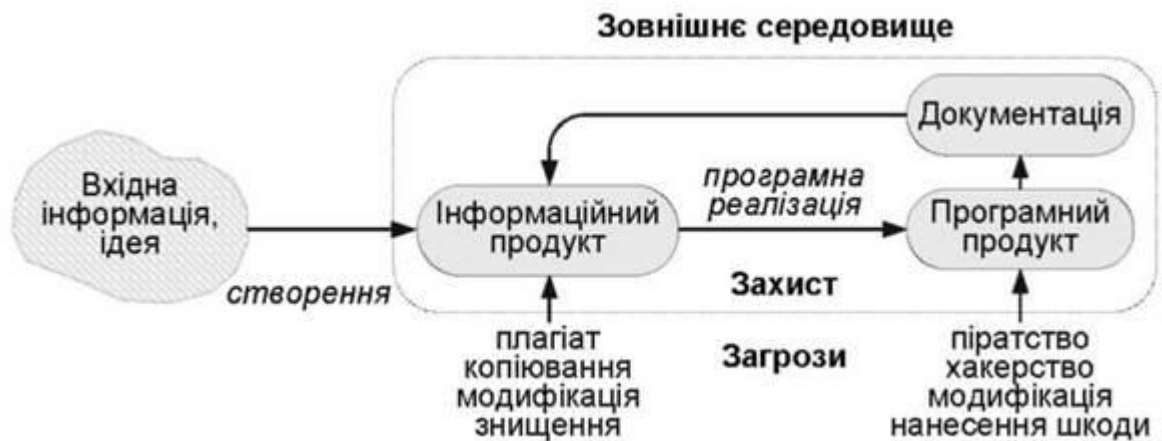 Зовнішнє середовище
Документація
Вхідна
інформація,
ідея
створення
Інформаційний
продукт
програмна
реалізація
Програмний
продукт
Захист
Загрози
плагіат
копіювання
модифікація
знищення
піратство
хакерство
модифікація
нанесення шкоди